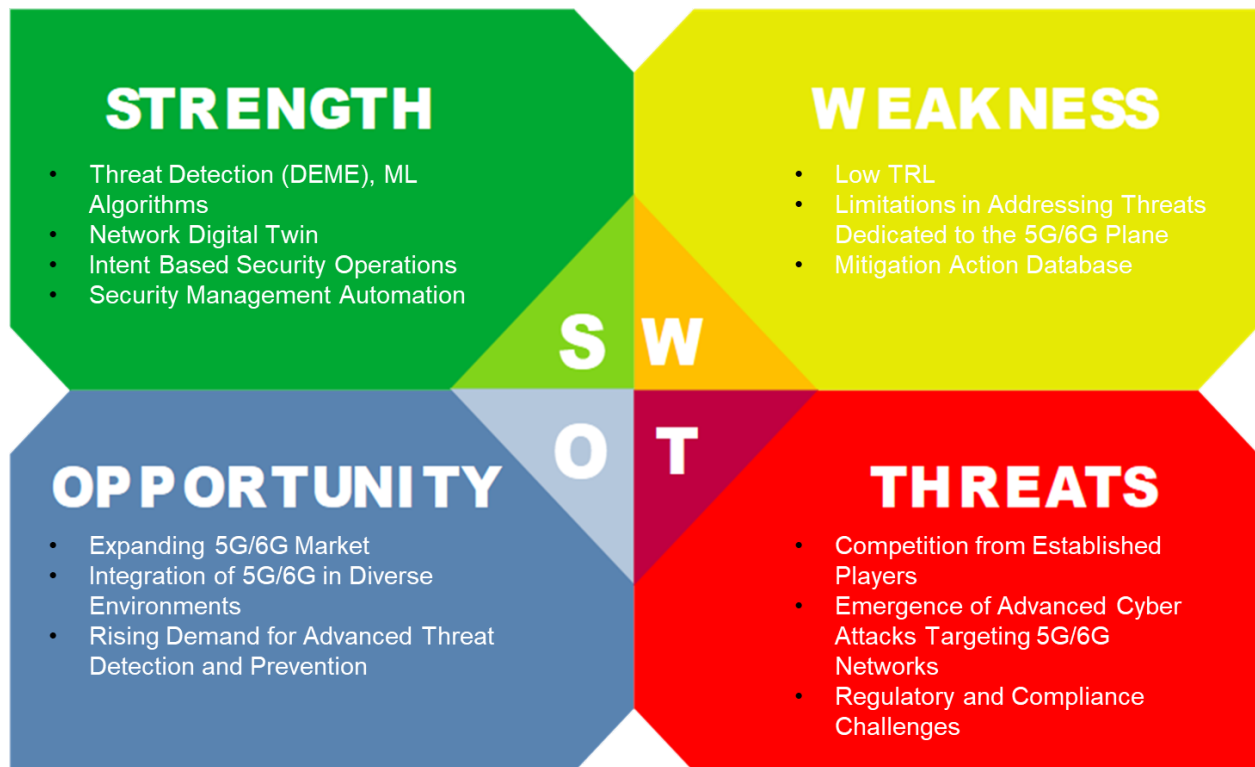 STRENGTH
• Threat Detection (DEME), ML
Algorithms
• Network Digital Twin
• Intent Based Security Operations
• Security Management Automation
WEAKNESS
• Low TRL
• Limitations in Addressing Threats
Dedicated to the 5G/6G Plane
• Mitigation Action Database
S W
O T
OPPORTUNITY
• Expanding 5G/6G Market
• Integration of 5G/6G in Diverse
Environments
• Rising Demand for Advanced Threat
Detection and Prevention
THREATS
• Competition from Established
Players
• Emergence of Advanced Cyber
Attacks Targeting 5G/6G
Networks
• Regulatory and Compliance
Challenges